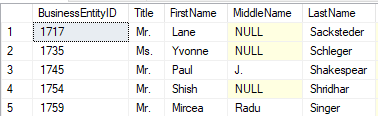 BusinessEntityID Title FirstName MiddleName LastName
1 1717 Mr. Lane NULL Sacksteder
2 1735 Ms. Yvonne NULL Schleger
3 1745 Mr. Paul J. Shakespear
4 1754 Mr. Shish NULL Shridhar
5 1759 Mr. Mircea Radu Singer